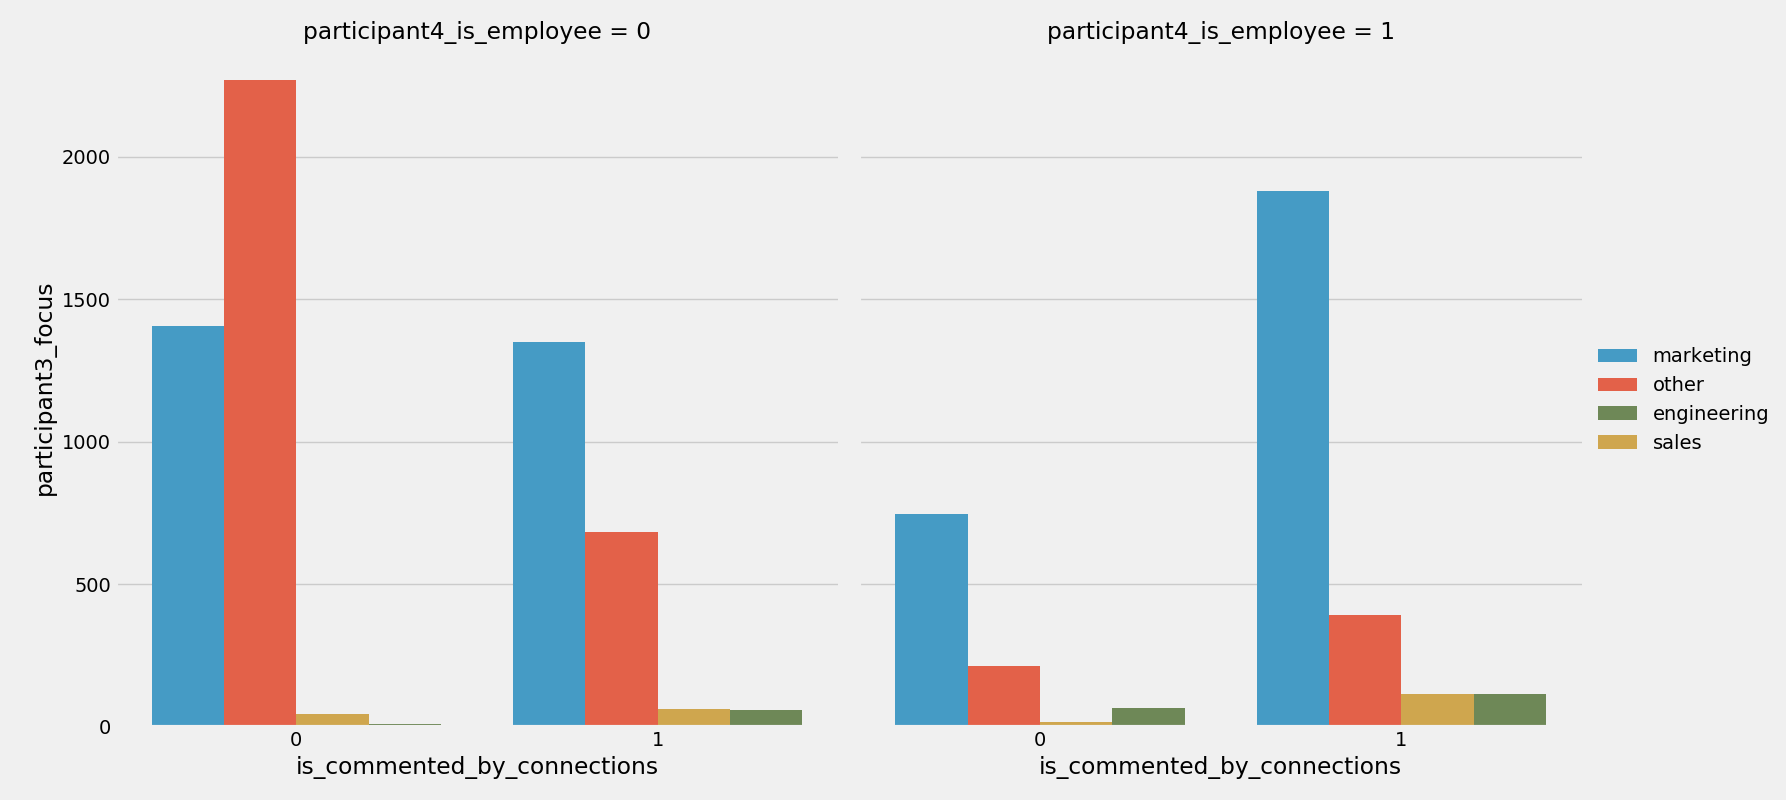 participant4_is_employee = 0
participant4_is_employee = 1
participant3_focus
2000
1500
1000
500
0
0
1
0
1
is_commented_by_connections
is_commented_by_connections
marketing
other
engineering
sales